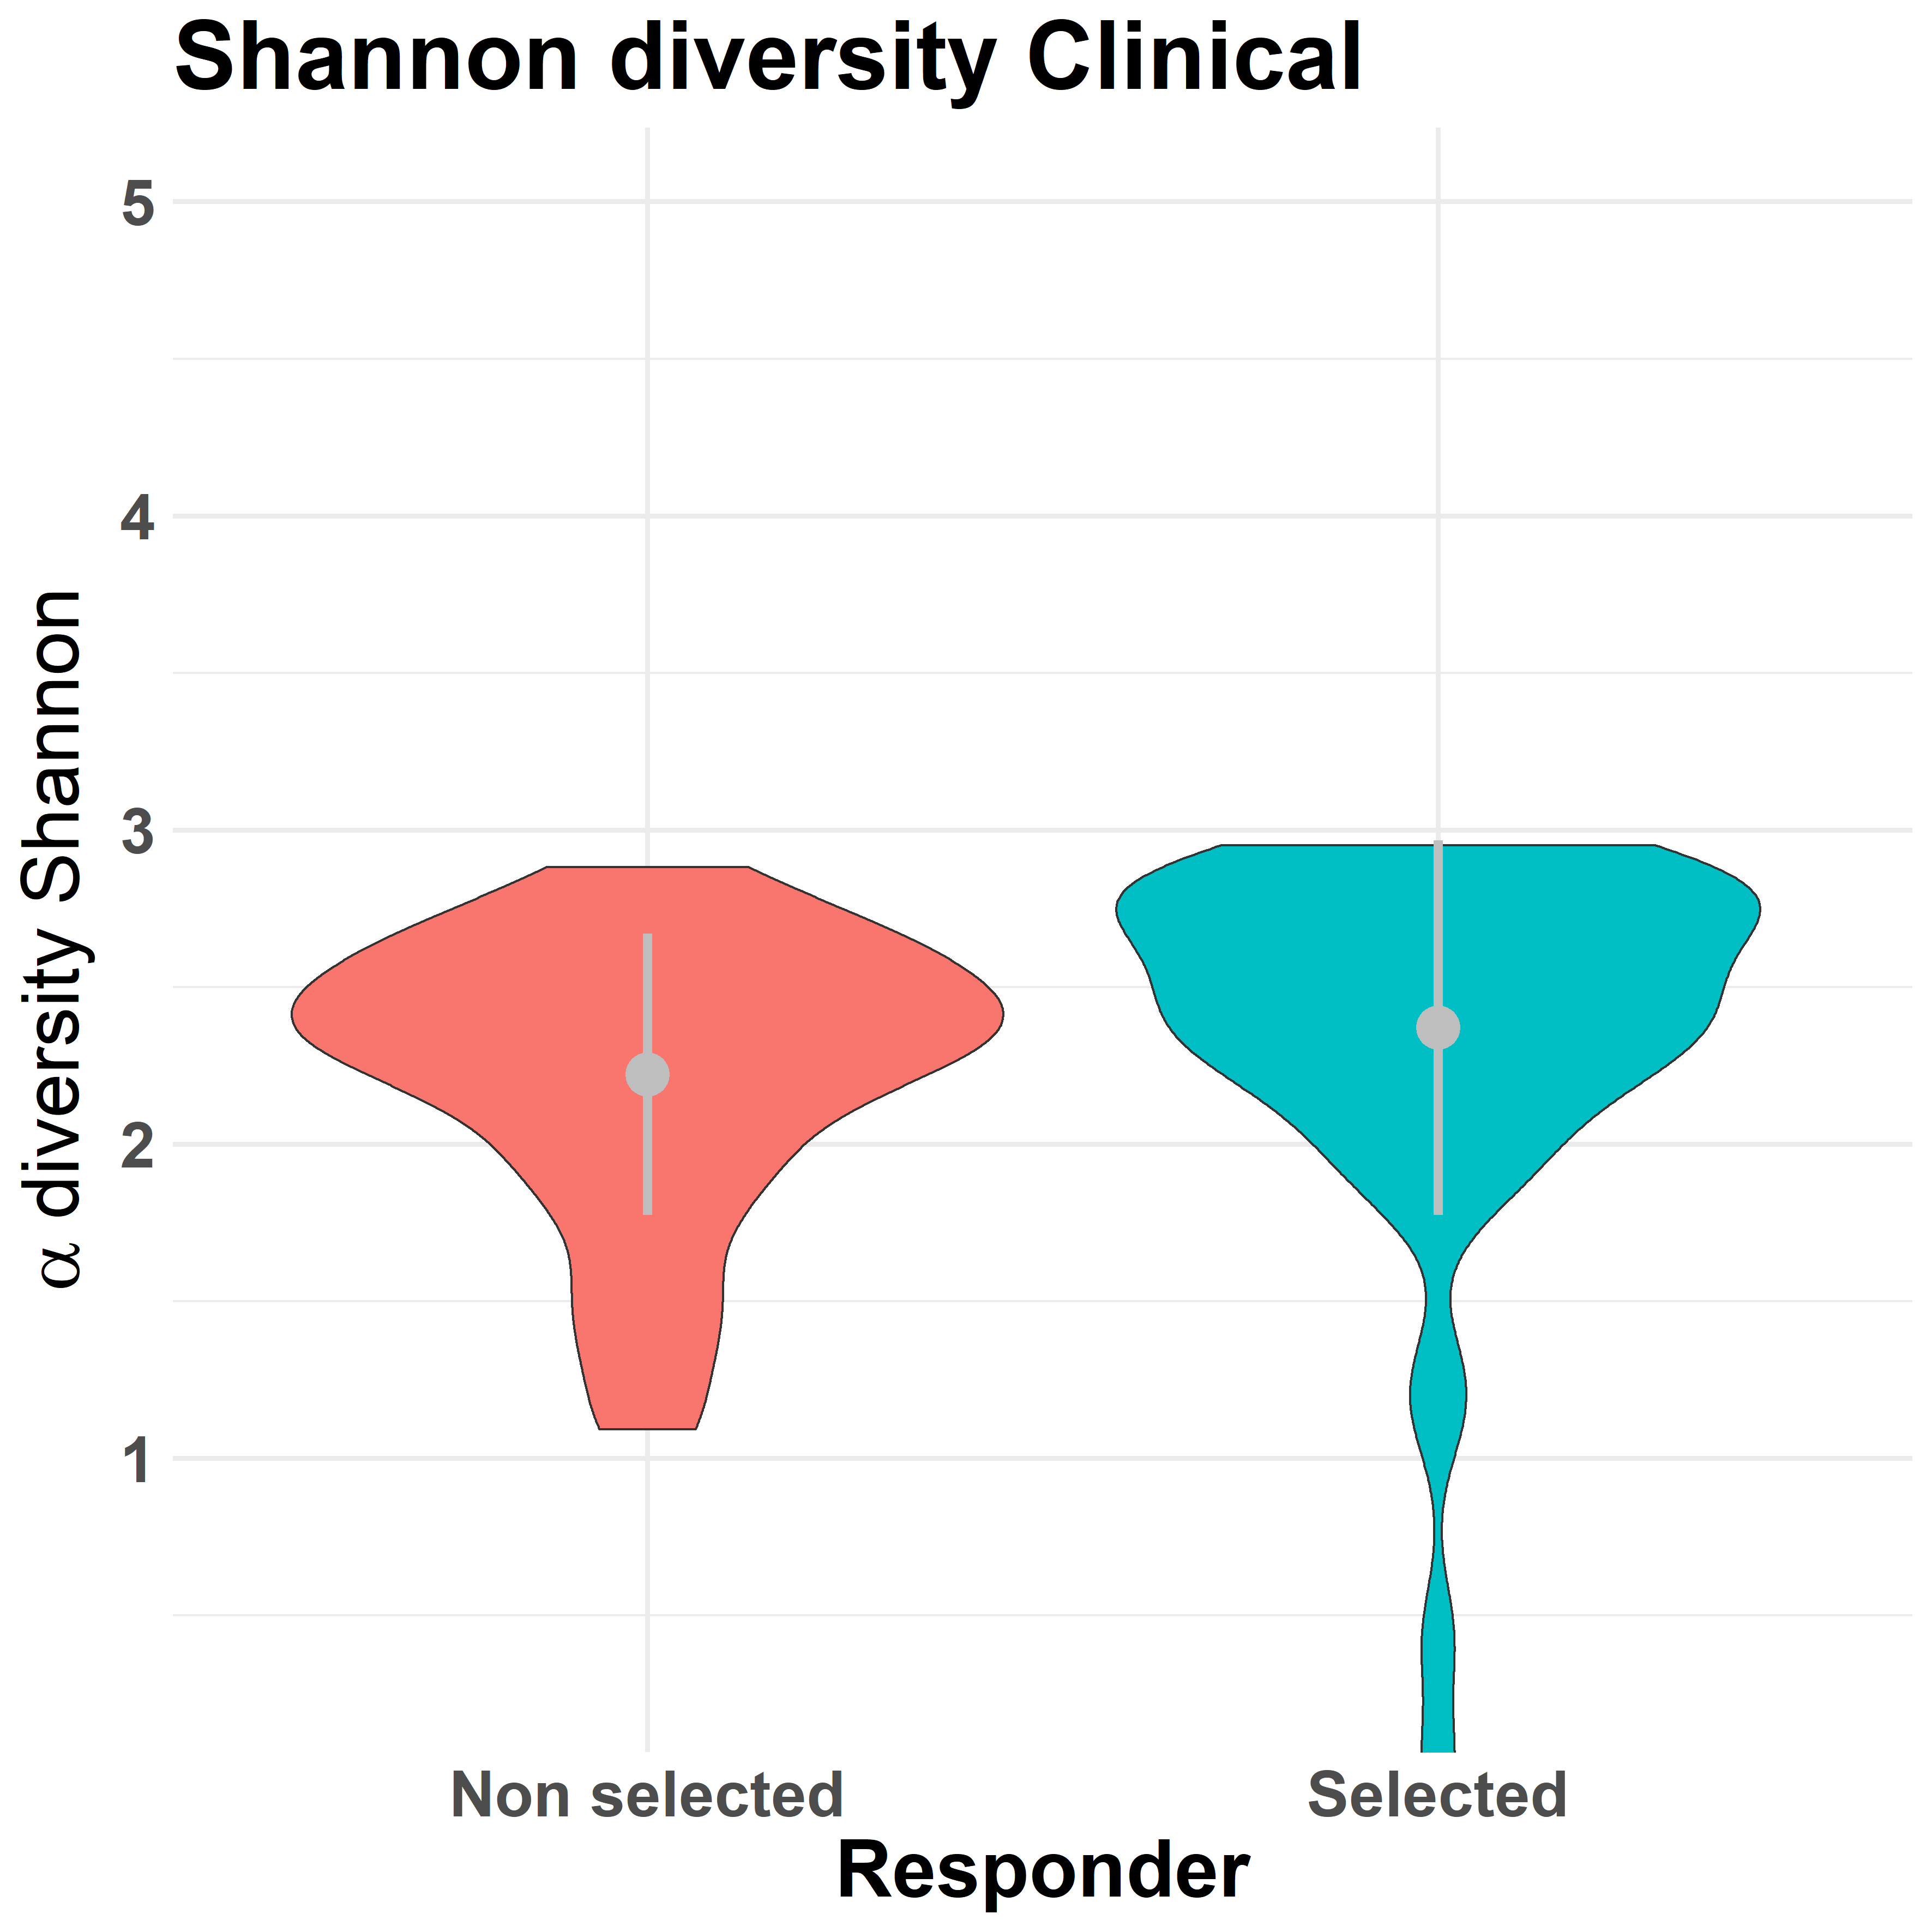 Shannon diversity Clinical
5
4
3
2
1
α diversity Shannon
Non selected
Selected
Responder